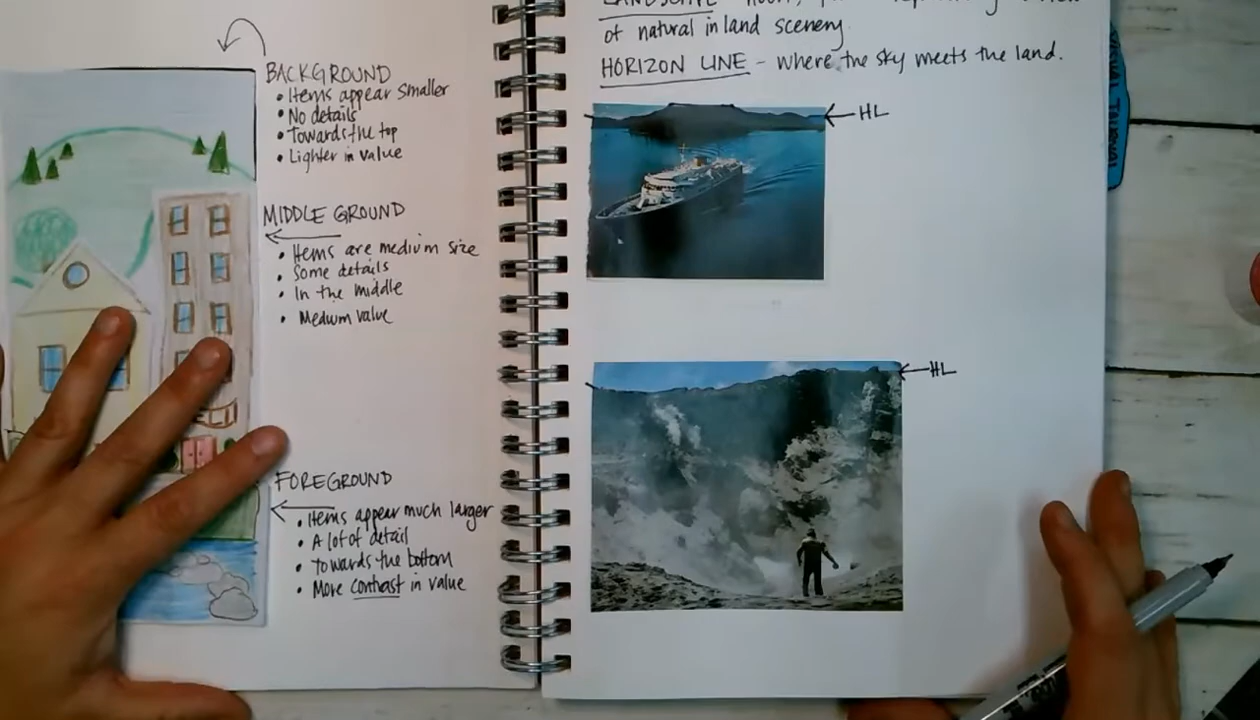 BACKGROUND
• Items appear smaller
• No details
• Towards the top
• Lighter in value
MIDDLE GROUND
• Items are medium size
• Some details
• In the middle
• Medium value
FOREGROUND
• Items appear much larger
• A lot of detail
• Towards the bottom
• More contrast in value
LANDSCAPE
of natural inland scenery.
HORIZON LINE - where the sky meets the land.
HL
HL